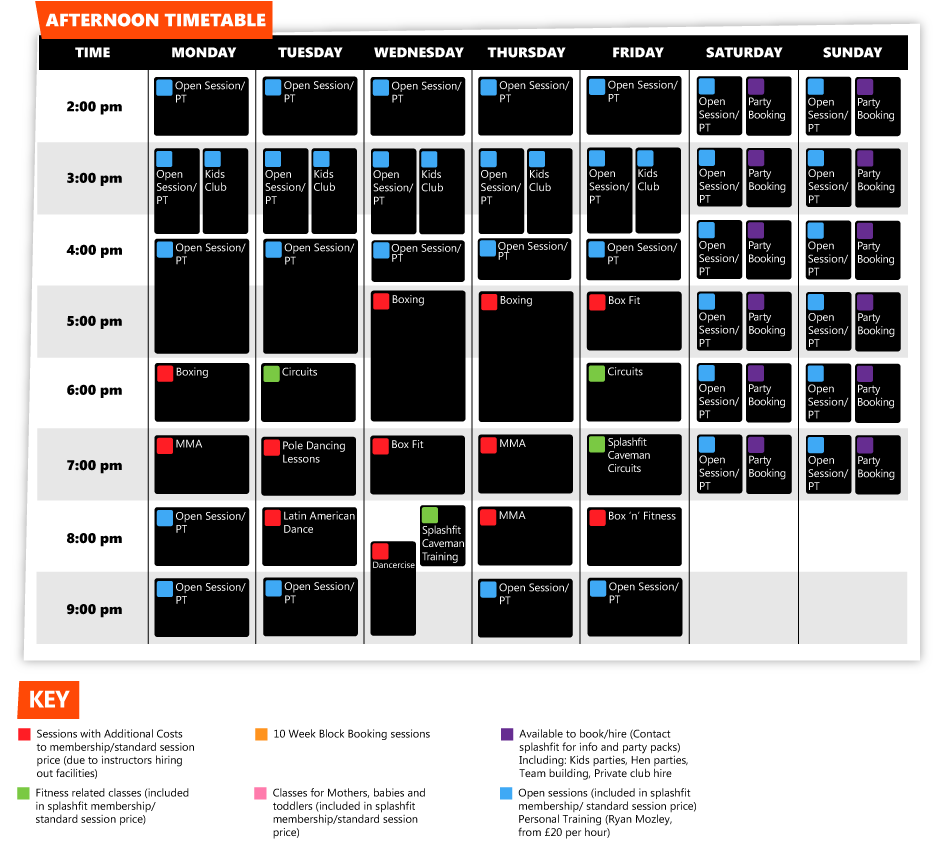 AFTERNOON TIMETABLE
TIME MONDAY TUESDAY WEDNESDAY THURSDAY FRIDAY SATURDAY SUNDAY
2:00 pm
Open Session/
PT
Open Session/
PT
Open Session/
PT
Open Session/
PT
Open Session/
PT
Open
Session/
PT
Party
Booking
Open
Session/
PT
Party
Booking
3:00 pm
Open
Session/
PT
Kids
Club
Open
Session/
PT
Kids
Club
Open
Session/
PT
Kids
Club
Open
Session/
PT
Kids
Club
Open
Session/
PT
Kids
Club
Open
Session/
PT
Party
Booking
Open
Session/
PT
Party
Booking
4:00 pm
Open Session/
PT
Open Session/
PT
Open Session/
PT
Open Session/
PT
Open Session/
PT
Open
Session/
PT
Party
Booking
Open
Session/
PT
Party
Booking
5:00 pm
Boxing
Boxing
Box Fit
Open
Session/
PT
Party
Booking
Open
Session/
PT
Party
Booking
6:00 pm
Boxing
Circuits
Circuits
Open
Session/
PT
Party
Booking
Open
Session/
PT
Party
Booking
7:00 pm
MMA
Pole Dancing
Lessons
Box Fit
MMA
Splashfit
Caveman
Circuits
Open
Session/
PT
Party
Booking
Open
Session/
PT
Party
Booking
8:00 pm
Open Session/
PT
Latin American
Dance
Dancercise
Splashfit
Caveman
Training
MMA
Box ‘n’ Fitness
9:00 pm
Open Session/
PT
Open Session/
PT
Open Session/
PT
Open Session/
PT
KEY
Sessions with Additional Costs
to membership/standard session
price (due to instructors hiring
out facilities)
10 Week Block Booking sessions
Available to book/hire (Contact
splashfit for info and party packs)
Including: Kids parties, Hen parties,
Team building, Private club hire
Fitness related classes (included
in splashfit membership/
standard session price)
Classes for Mothers, babies and
toddlers (included in splashfit
membership/standard session
price)
Open sessions (included in splashfit
membership/ standard session price)
Personal Training (Ryan Mozley,
from £20 per hour)